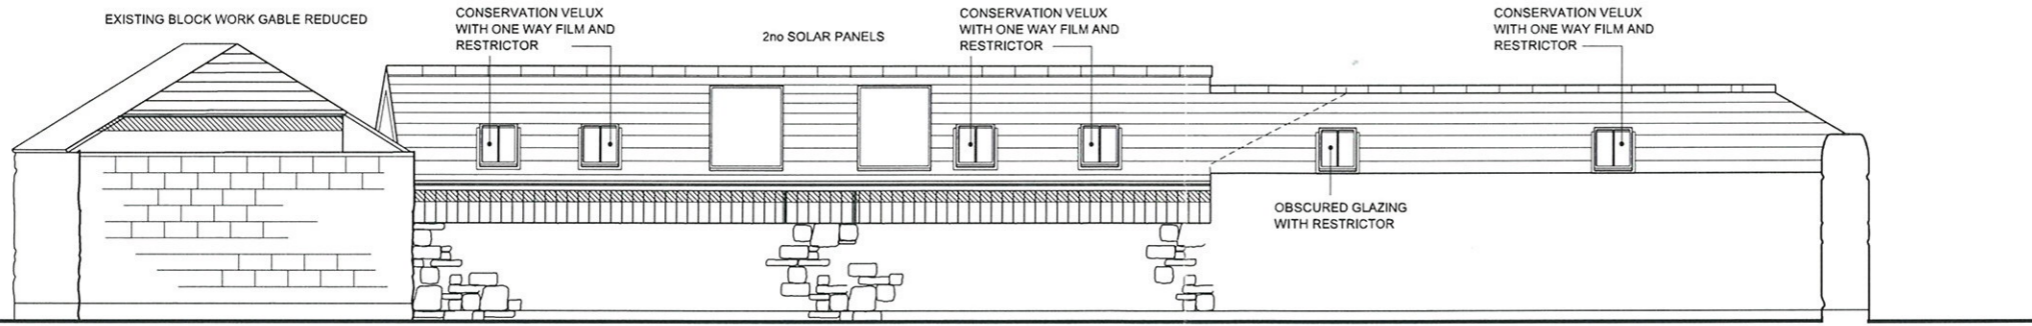 EXISTING BLOCK WORK GABLE REDUCED
CONSERVATION VELUX
WITH ONE WAY FILM AND
RESTRICTOR
2no SOLAR PANELS
CONSERVATION VELUX
WITH ONE WAY FILM AND
RESTRICTOR
CONSERVATION VELUX
WITH ONE WAY FILM AND
RESTRICTOR
OBSCURED GLAZING
WITH RESTRICTOR